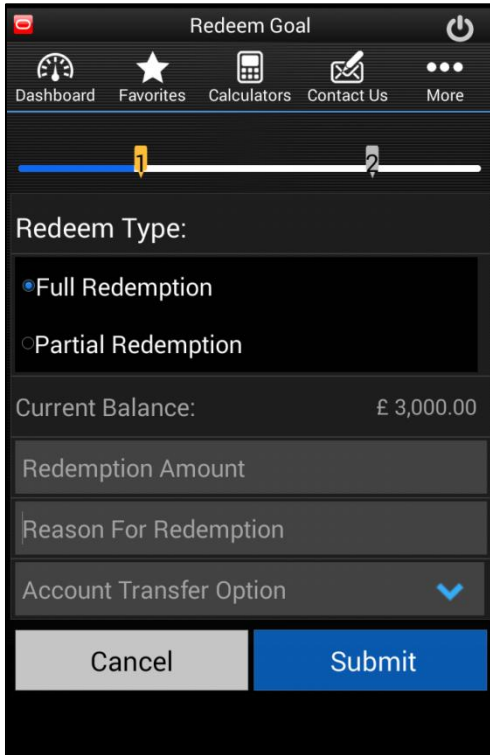 Redeem Goal
Dashboard Favorites Calculators Contact Us More
1 2
Redeem Type:
Full Redemption
Partial Redemption
Current Balance: £ 3,000.00
Redemption Amount
Reason For Redemption
Account Transfer Option
Cancel Submit